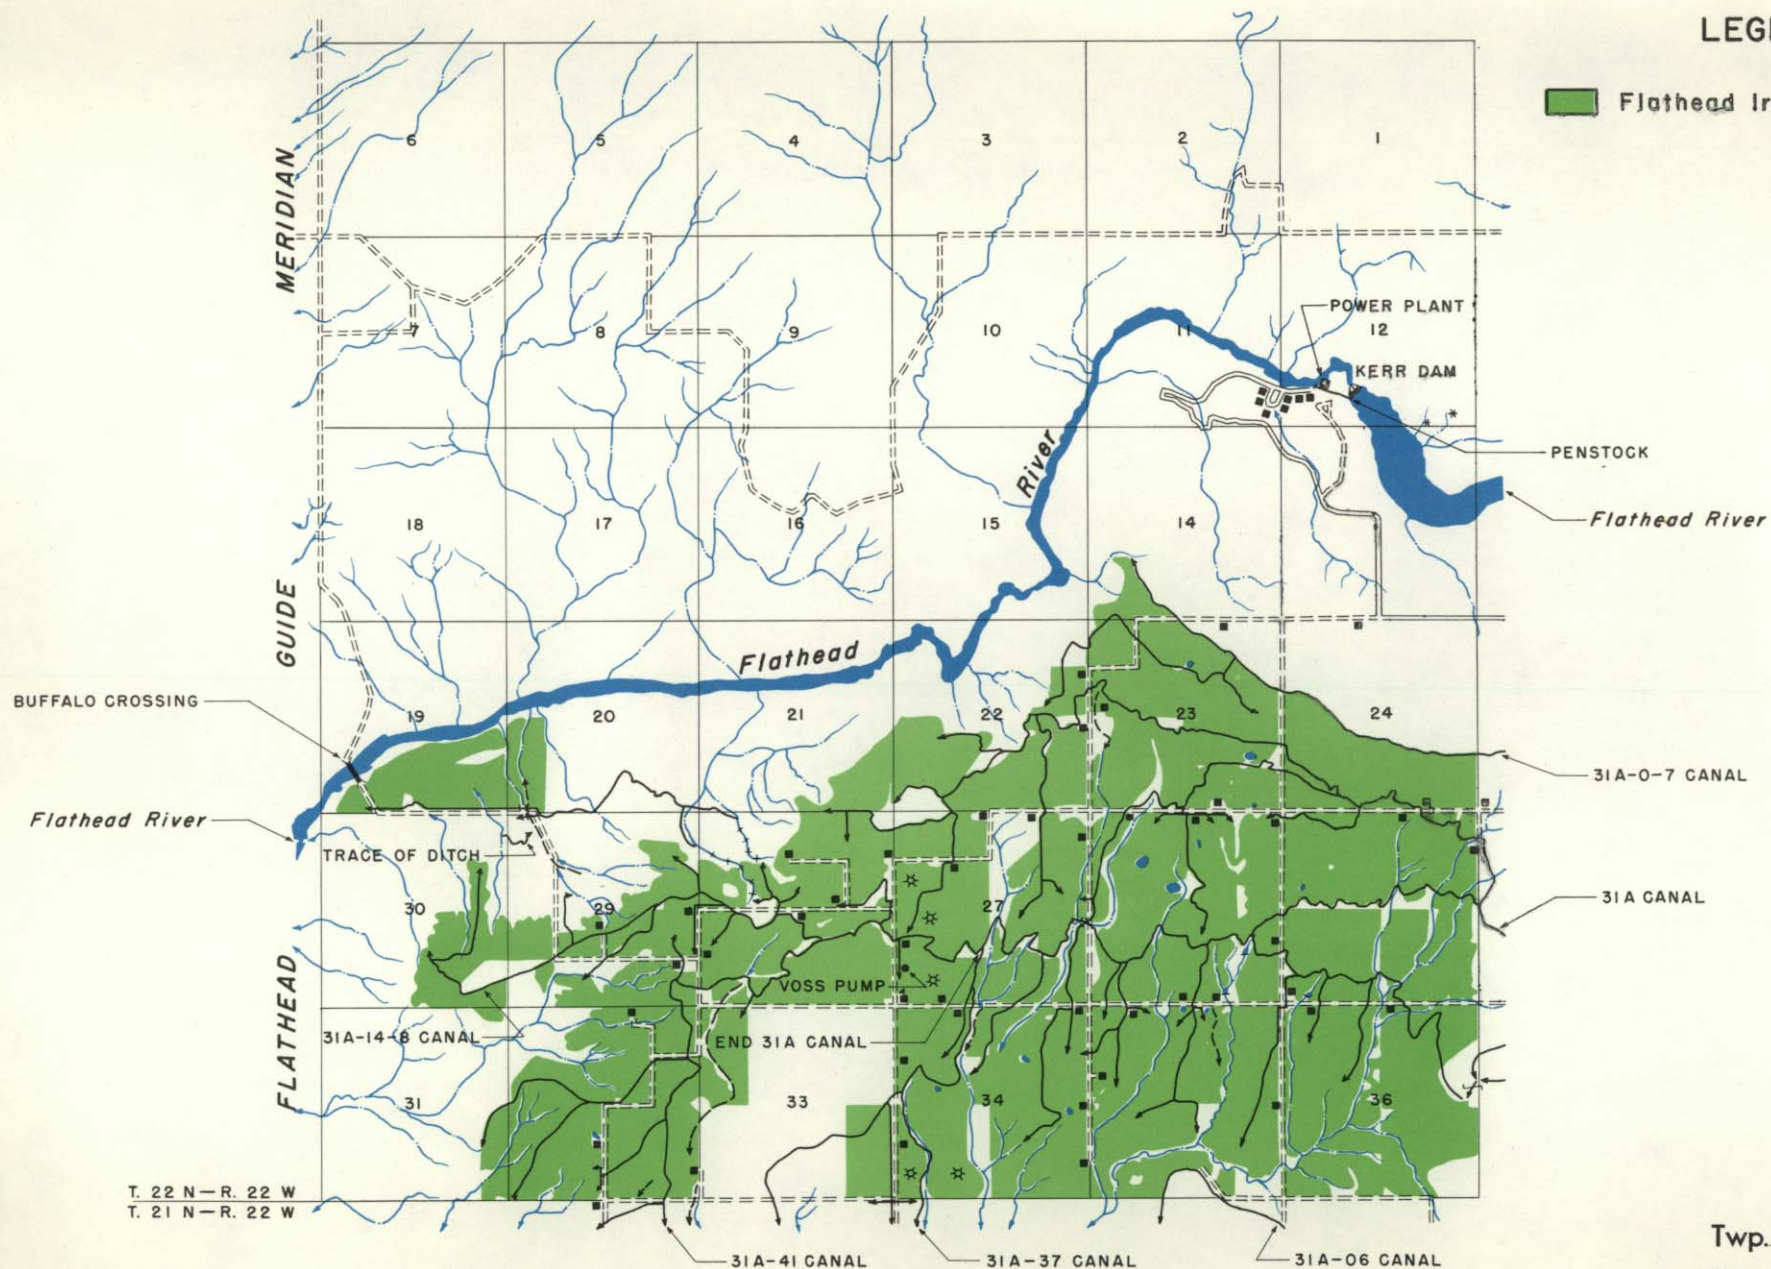 LEG
Flathead Ir
6 5 4 3 2 1
MERIDIAN
7 8 9 10 11 12
POWER PLANT
KERR DAM
PENSTOCK
River
Flathead River
18 17 16 15 14
GUIDE
Flathead
BUFFALO CROSSING
19 20 21 22 23 24
31A-0-7 CANAL
Flathead River
TRACE OF DITCH
30 29 27
31A CANAL
VOSS PUMP
FLATHEAD
31A-14-8 CANAL
END 31A CANAL
31 33 34 36
T. 22 N — R. 22 W
T. 21 N — R. 22 W
31A-41 CANAL
31A-37 CANAL
31A-06 CANAL
Twp.